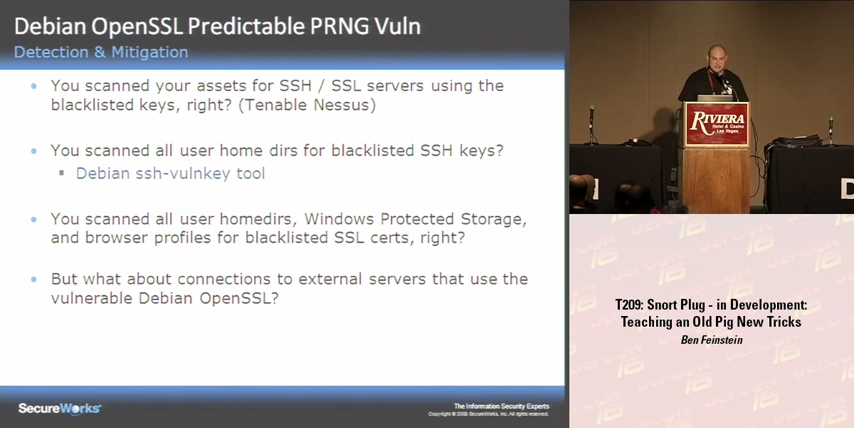 Debian OpenSSL Predictable PRNG Vuln
Detection & Mitigation
You scanned your assets for SSH / SSL servers using the
blacklisted keys, right? (Tenable Nessus)
You scanned all user home dirs for blacklisted SSH keys?
Debian ssh-vulnkey tool
You scanned all user homedirs, Windows Protected Storage,
and browser profiles for blacklisted SSL certs, right?
But what about connections to external servers that use the
vulnerable Debian OpenSSL?
SecureWorks
The Information Security Experts
Copyright © 2008 SecureWorks, Inc. All rights reserved.
RIVIERA
Hotel & Casino
Las Vegas
D
T209: Snort Plug - in Development:
Teaching an Old Pig New Tricks
Ben Feinstein